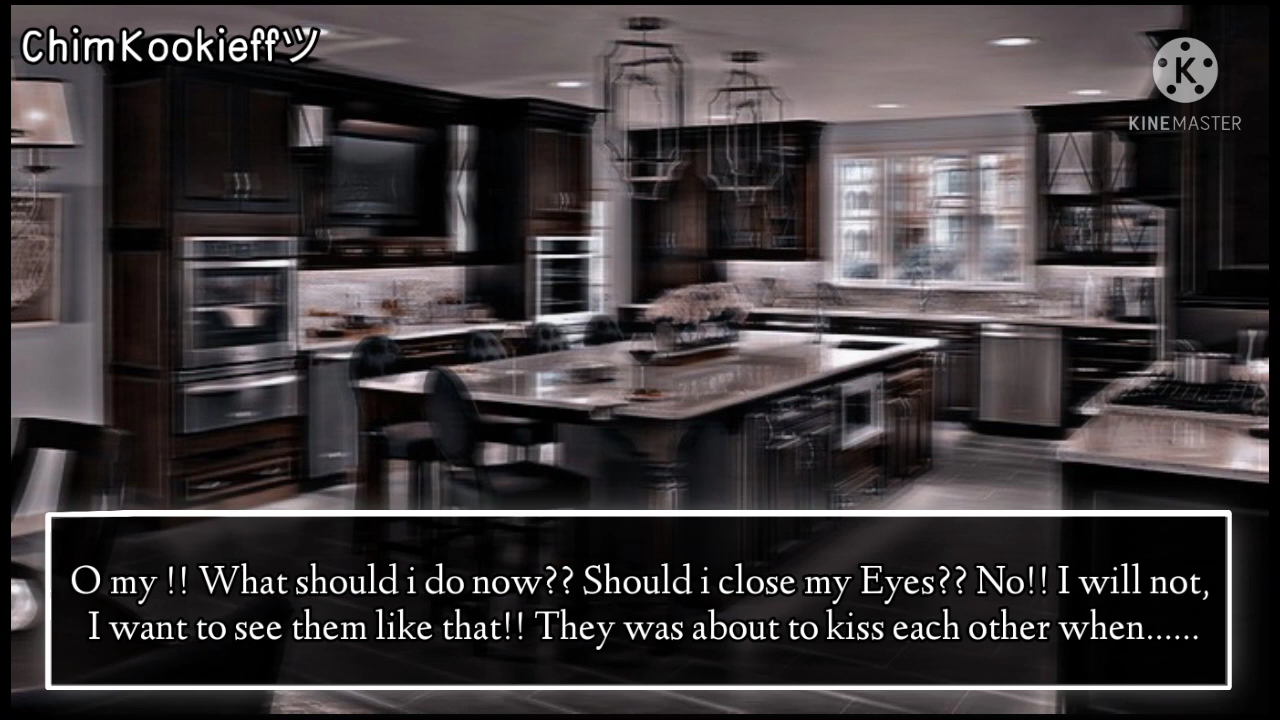 ChimKookieffツ
K
KINEMASTER
O my !! What should i do now?? Should i close my Eyes?? No!! I will not,
I want to see them like that!! They was about to kiss each other when......